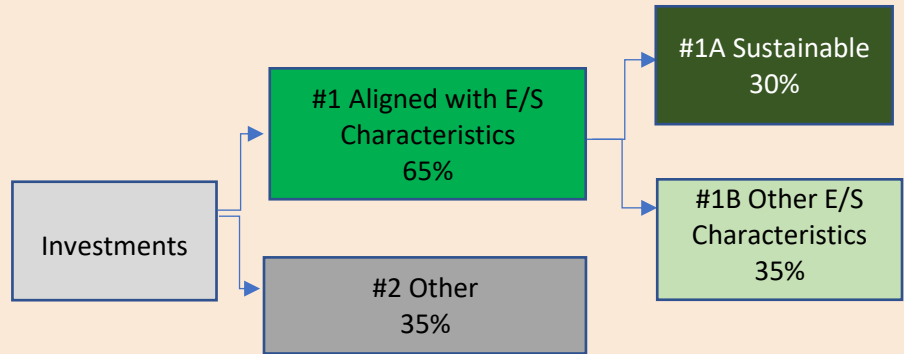 Investments
#1 Aligned with E/S
Characteristics
65%
#2 Other
35%
#1A Sustainable
30%
#1B Other E/S
Characteristics
35%